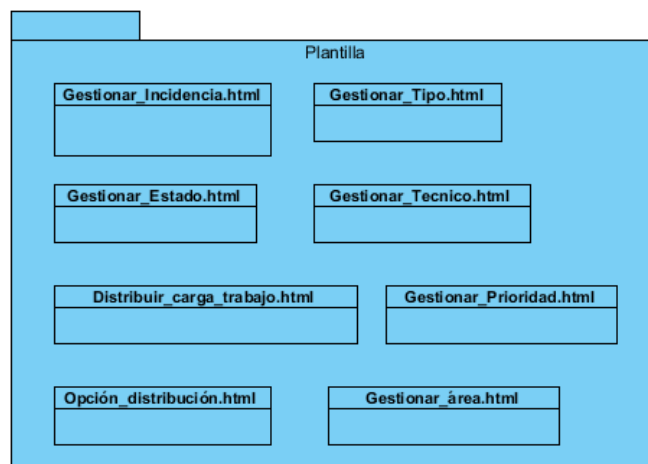 Plantilla
Gestionar_Incidencia.html
Gestionar_Tipo.html
Gestionar_Estado.html
Gestionar_Tecnico.html
Distribuir_carga_trabajo.html
Gestionar_Prioridad.html
Opción_distribución.html
Gestionar_área.html